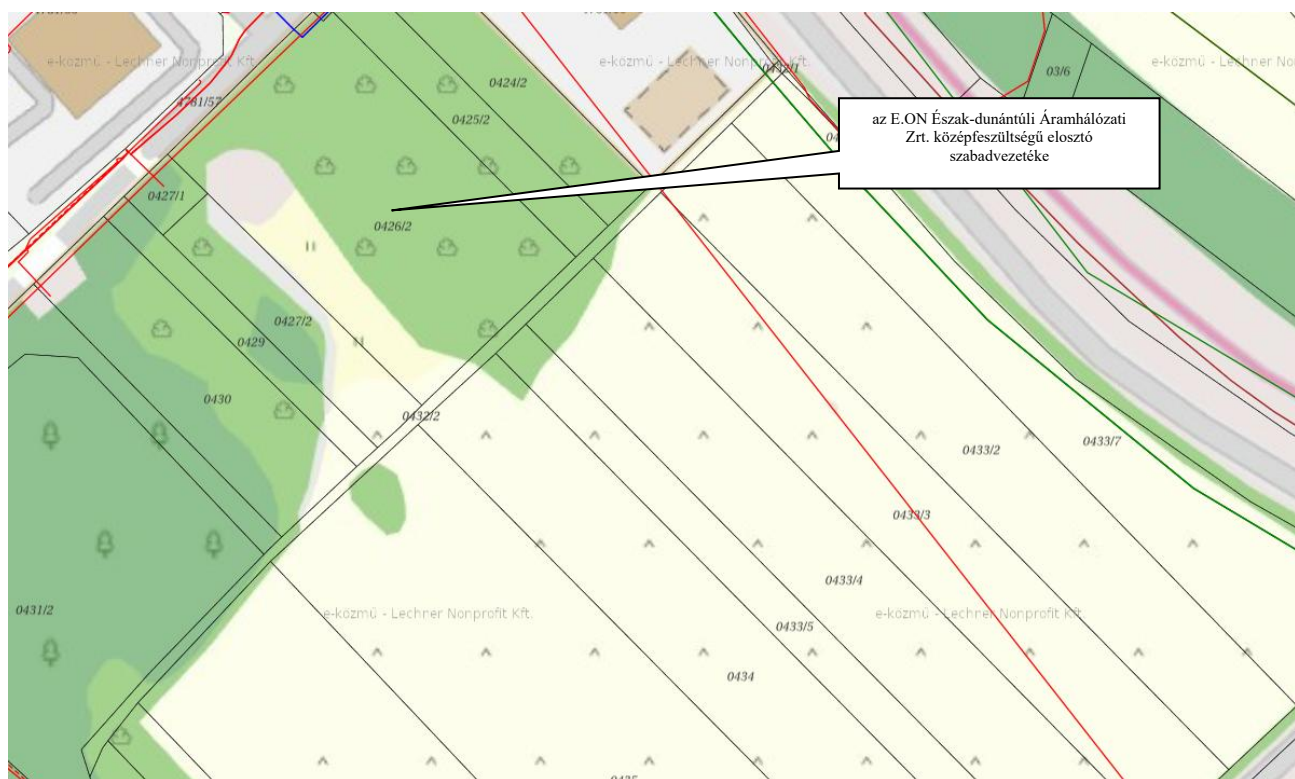 e-közmű - Lechner Nonprofit Kft.
e-közmű - Lechner Nonprofit Kft.
e-közmű - Lechner
03/6
0424/2
4781/57
0425/2
az E.ON Észak-dunántúli Áramhálózati
Zrt. középfeszültségű elosztó
szabadvezetéke
0427/1
0426/2
0427/2
0429
0430
0432/2
0433/7
0433/2
0433/3
0433/4
0431/2
e-közmű - Lechner Nonprofit Kft.
e-közmű - Lechner Nonprofit Kft.
0433/5
0434